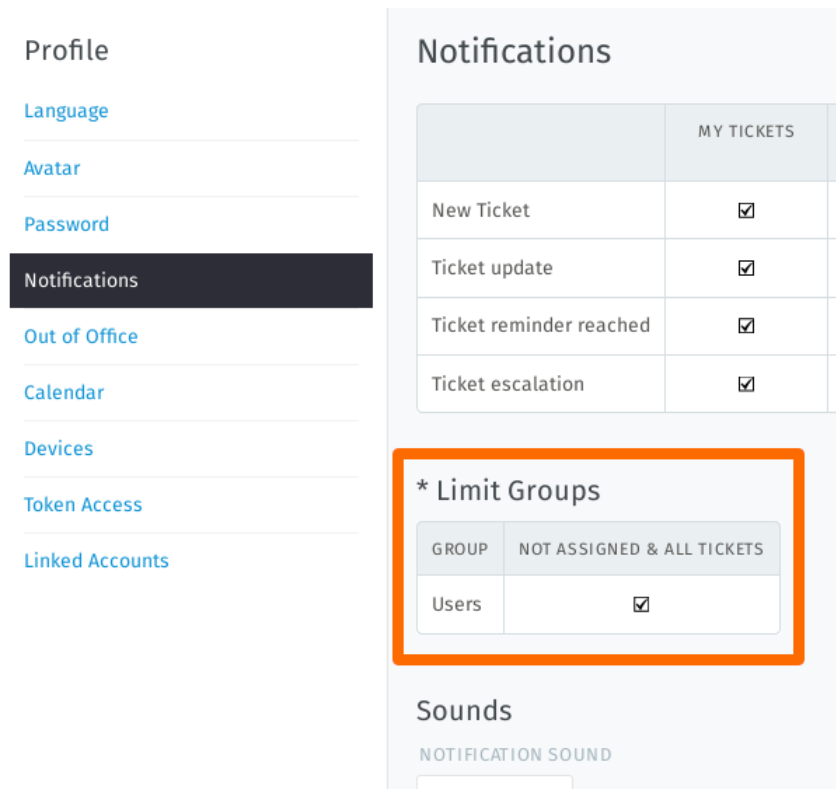 Profile
Language
Avatar
Password
Notifications
Out of Office
Calendar
Devices
Token Access
Linked Accounts
Notifications
MY TICKETS
New Ticket
Ticket update
Ticket reminder reached
Ticket escalation
* Limit Groups
GROUP NOT ASSIGNED & ALL TICKETS
Users
Sounds
NOTIFICATION SOUND